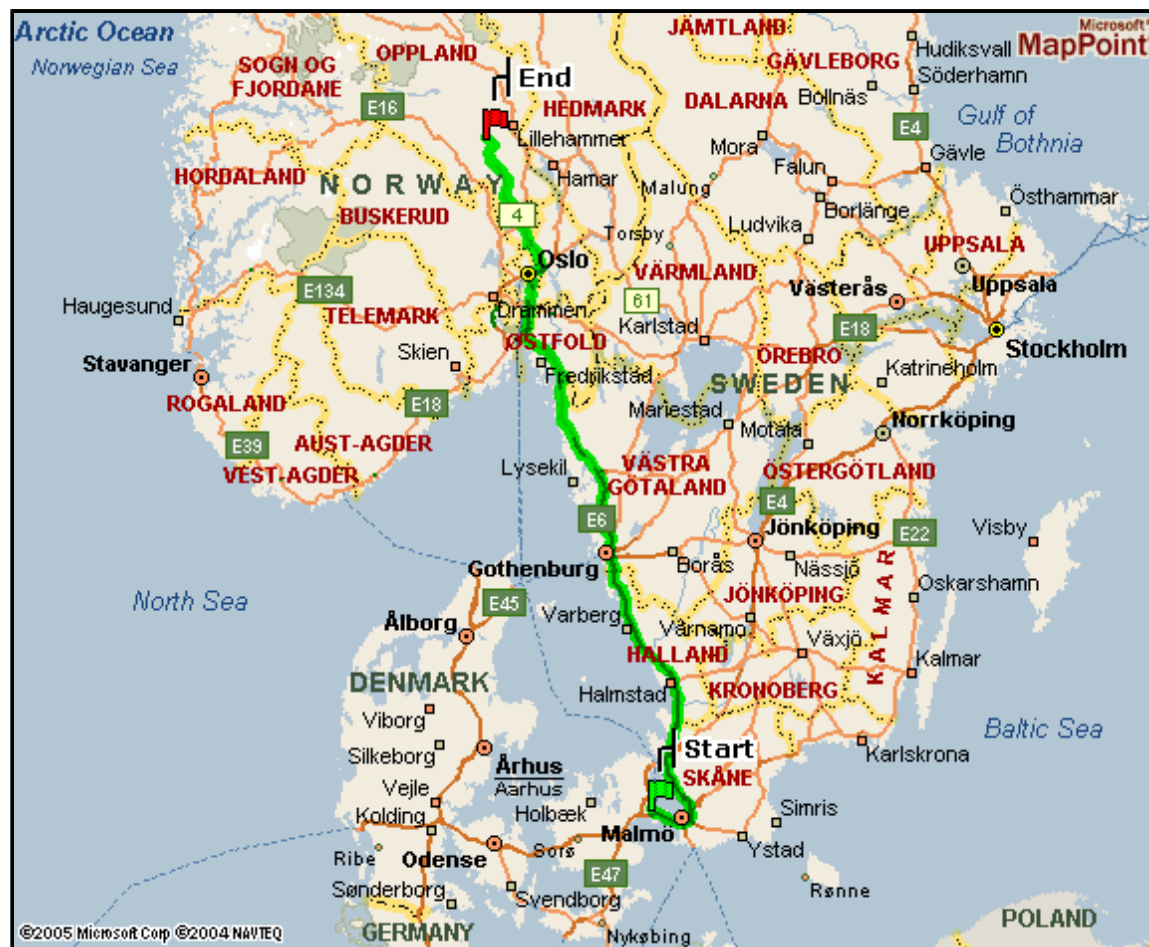 Arctic Ocean
Norwegian Sea
OPPLAND
SOGN OG
FJORDANE
JÄMTLAND
Hudiksvall
Microsoft®
MapPoint®
GÄVLEBORG
Söderhamn
Bollnäs
End
HEDMARK
DALARNA
E16
E4
Gulf of
Bothnia
Lillehammer
Mora
Gävle
HORDALAND
NORWAY
Hamar
Malung
Falun
Borlänge
Östhammar
BUSKERUD
4
Torsby
Ludvika
UPPSALA
Oslo
VÄRMLAND
Västerås
Uppsala
E134
61
Haugesund
TELEMARK
Drammen
Karlstad
E18
Stockholm
ØSTFOLD
ÖREBRO
Stavanger
Skien
Fredrikstad
SWEDEN
Katrineholm
ROGALAND
E18
Mariestad
Motala
Norrköping
E39
AUST-AGDER
VEST-AGDER
Lysekil
VÄSTRA
GÖTALAND
ÖSTERGÖTLAND
E4
E6
Jönköping
E22
Visby
Gothenburg
Borås
Nässjö
JÖNKÖPING
KALMAR
Oskarshamn
North Sea
E45
Ålborg
Varberg
Värnamo
Växjö
HALLAND
Kalmar
DENMARK
Halmstad
KRONOBERG
Viborg
Baltic Sea
Silkeborg
Start
Karlskrona
Århus
Aarhus
SKÅNE
Vejle
Holbæk
Simris
Kolding
Malmö
Ystad
Ribe
Odense
Sorø
E47
Rønne
Sønderborg
Svendborg
POLAND
GERMANY
Nykøbing
©2005 Microsoft Corp ©2004 NAVTEQ